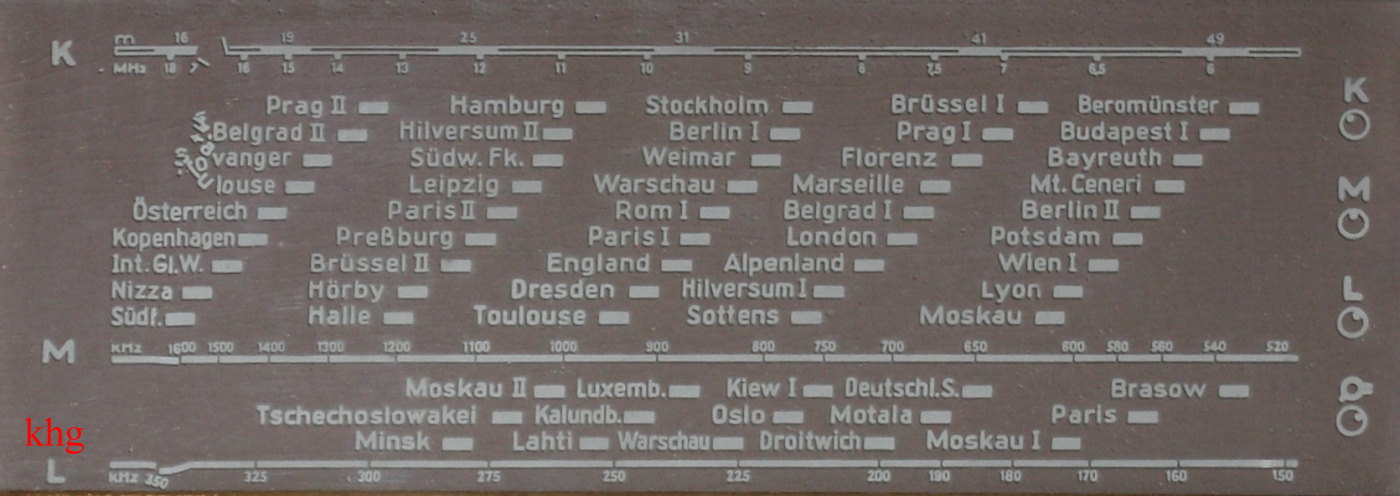 K m 16 19 25 31 41 49
MHz 18 16 15 14 13 12 11 10 9 8 7,5 7 6,5 6
Prag II Hamburg Stockholm Brüssel I Beromünster K
Belgrad II Hilversum II Berlin I Prag I Budapest I
vanger Südw. Fk. Weimar Florenz Bayreuth
louse Leipzig Warschau Marseille Mt. Ceneri M
Österreich Paris II Rom I Belgrad I Berlin II
Kopenhagen Preßburg Paris I London Potsdam
Int. Gl. W. Brüssel II England Alpenland Wien I
Nizza Hörby Dresden Hilversum I Lyon L
Südf. Halle Toulouse Sottens Moskau
M KHz 1600 1500 1400 1300 1200 1100 1000 900 800 750 700 650 600 580 560 540 520
Moskau II Luxemb. Kiew I Deutschl.S. Brasow
Tschechoslowakei Kalundb. Oslo Motala Paris
khg
Minsk Lahti Warschau Droitwich Moskau I
L KHz 350 325 300 275 250 225 200 190 180 170 160 150